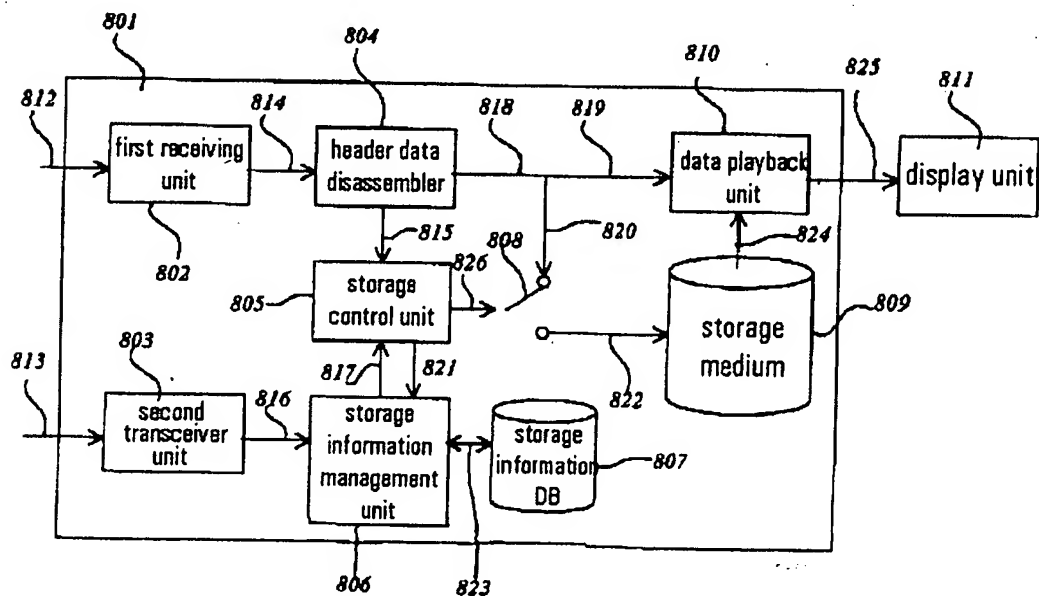 801
804
810
825
811
812
814
818
819
first receiving
unit
header data
disassembler
data playback
unit
display unit
802
815
820
824
808
826
805
storage
control unit
storage
medium
809
803
817
821
822
813
second
transceiver
unit
816
storage
information
management
unit
storage
information
DB
807
806
823